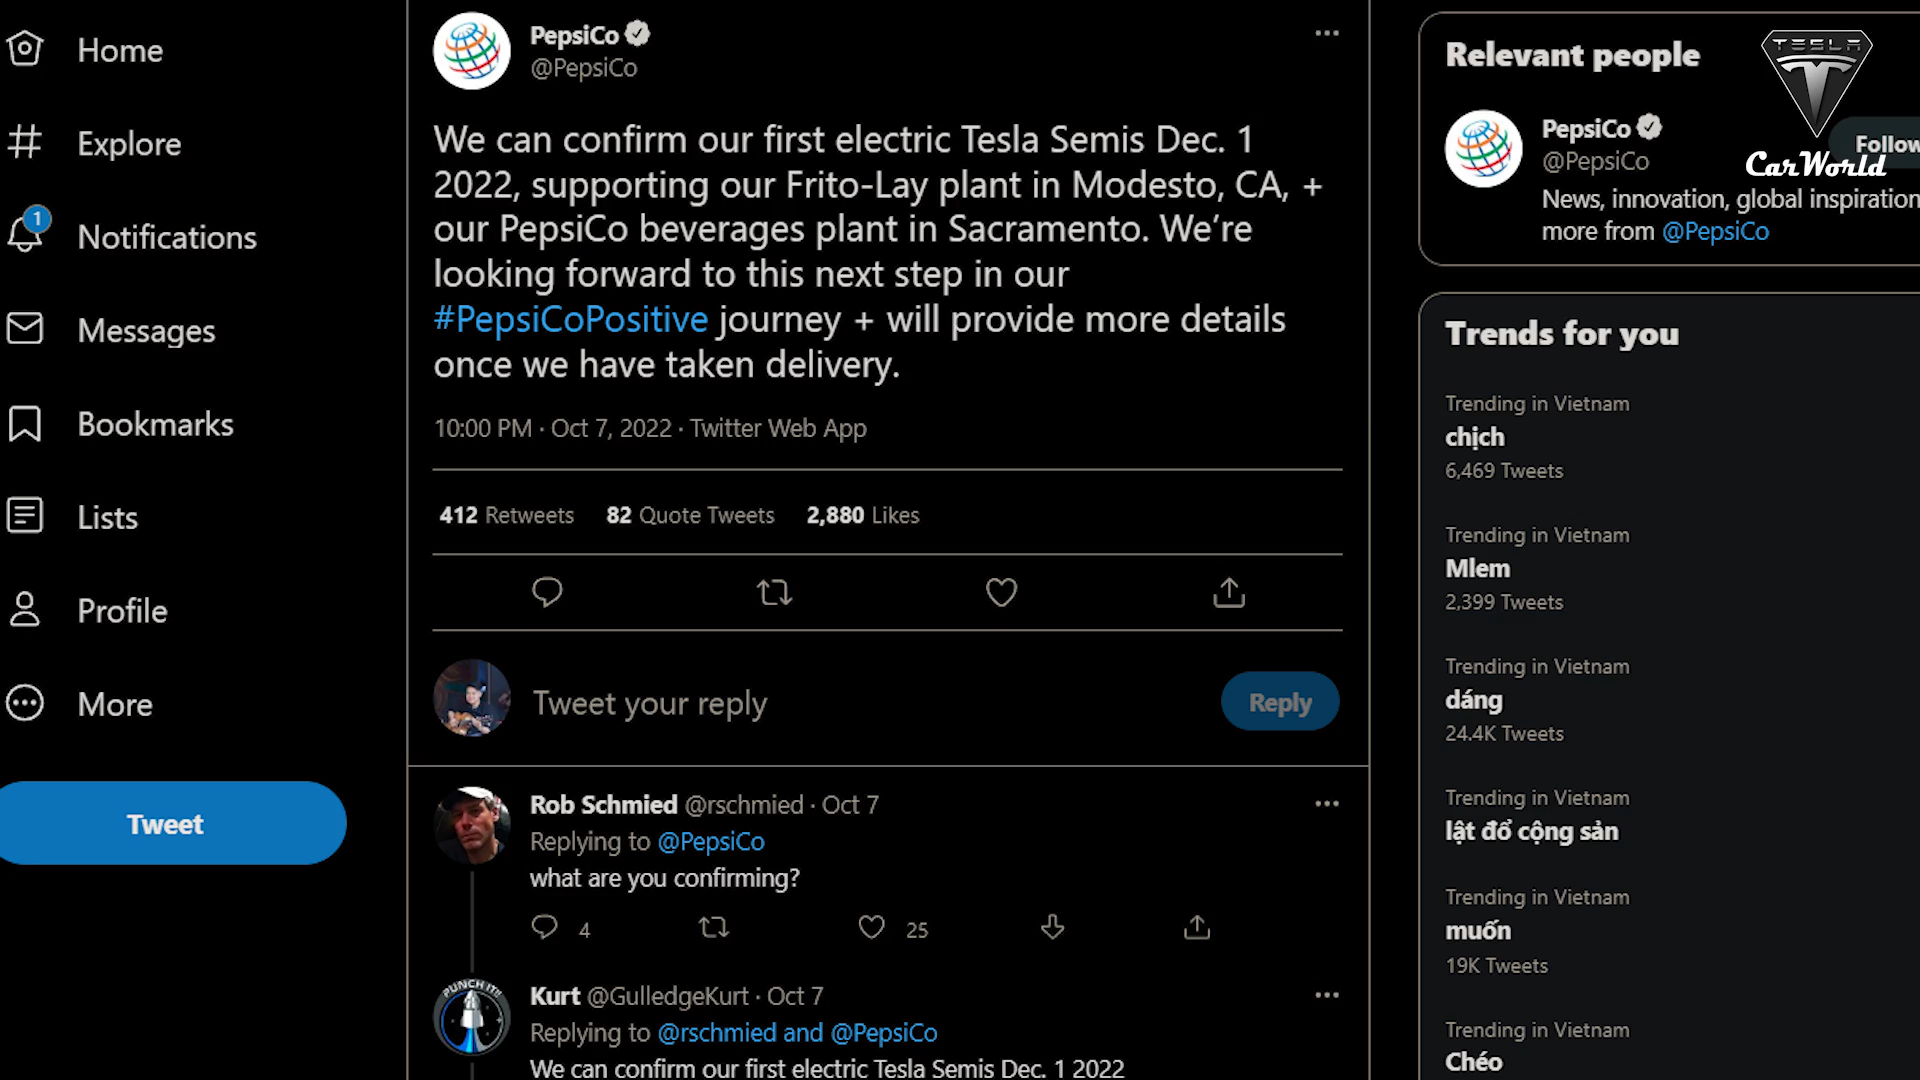 Home
Explore
1
Notifications
Messages
Bookmarks
Lists
Profile
More
Tweet
PepsiCo
@PepsiCo
We can confirm our first electric Tesla Semis Dec. 1
2022, supporting our Frito-Lay plant in Modesto, CA, +
our PepsiCo beverages plant in Sacramento. We’re
looking forward to this next step in our
#PepsiCoPositive journey + will provide more details
once we have taken delivery.
10:00 PM · Oct 7, 2022 · Twitter Web App
412 Retweets 82 Quote Tweets 2,880 Likes
Tweet your reply
Reply
Rob Schmied @rschmied · Oct 7
Replying to @PepsiCo
what are you confirming?
4 25
PUNCH IT!!
Kurt @GulledgeKurt · Oct 7
Replying to @rschmied and @PepsiCo
We can confirm our first electric Tesla Semis Dec. 1 2022
Relevant people
TESLA
CarWorld
PepsiCo
@PepsiCo
Follow
News, innovation, global inspiration
more from @PepsiCo
Trends for you
Trending in Vietnam
chịch
6,469 Tweets
Trending in Vietnam
Mlem
2,399 Tweets
Trending in Vietnam
dáng
24.4K Tweets
Trending in Vietnam
lật đổ cộng sản
Trending in Vietnam
muốn
19K Tweets
Trending in Vietnam
Chéo